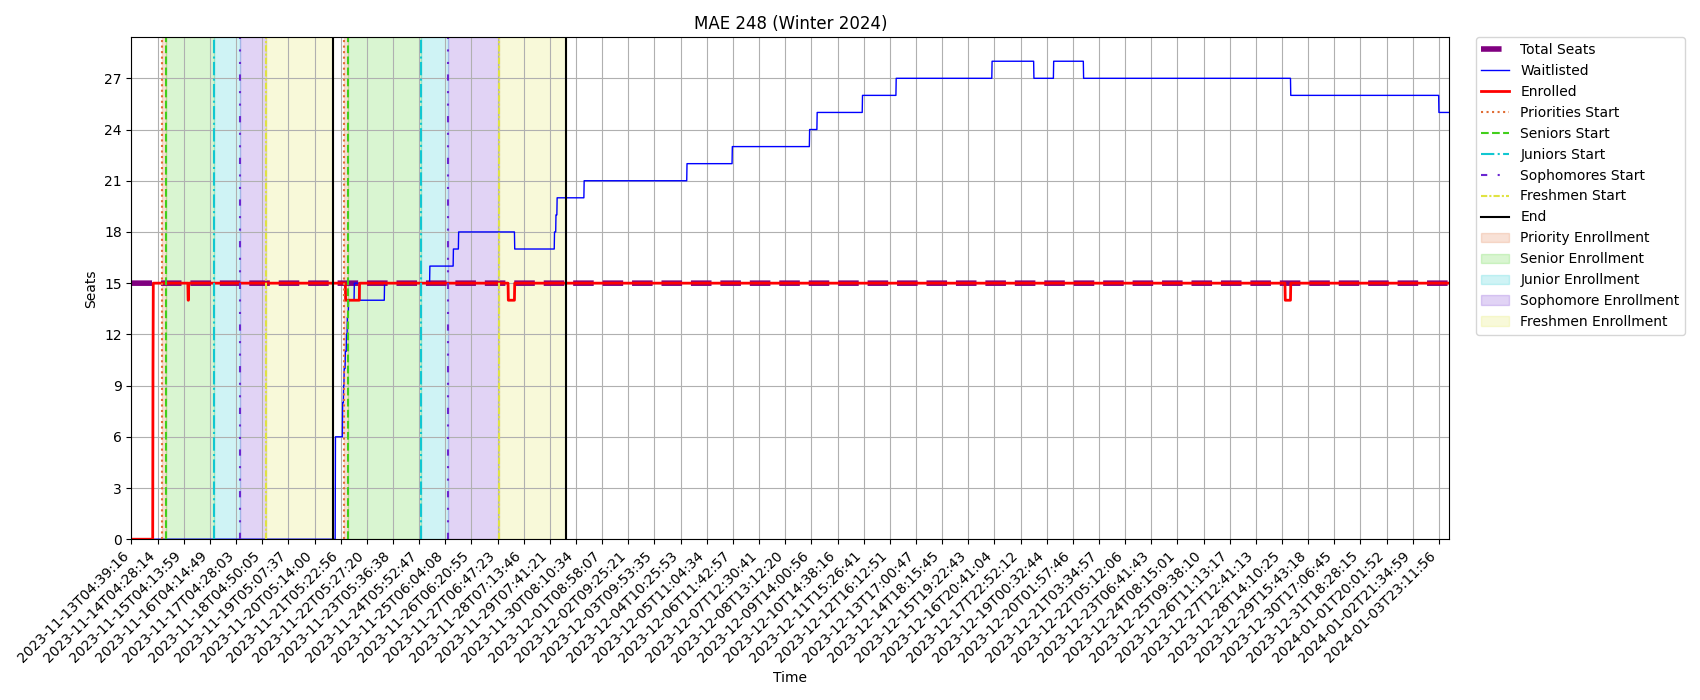 MAE 248 (Winter 2024)
Seats
27
24
21
18
15
12
9
6
3
0
Total Seats
Waitlisted
Enrolled
Priorities Start
Seniors Start
Juniors Start
Sophomores Start
Freshmen Start
End
Priority Enrollment
Senior Enrollment
Junior Enrollment
Sophomore Enrollment
Freshmen Enrollment
2023-11-13T04:39:16
2023-11-14T04:28:14
2023-11-15T04:13:59
2023-11-16T04:14:49
2023-11-17T04:28:03
2023-11-18T04:50:05
2023-11-19T05:07:37
2023-11-20T05:14:00
2023-11-21T05:22:56
2023-11-22T05:27:20
2023-11-23T05:36:38
2023-11-24T05:52:47
2023-11-25T06:04:08
2023-11-26T06:20:55
2023-11-27T06:47:23
2023-11-28T07:13:46
2023-11-29T07:41:21
2023-11-30T08:10:34
2023-12-01T08:58:07
2023-12-02T09:25:21
2023-12-03T09:53:35
2023-12-04T10:25:53
2023-12-05T11:04:34
2023-12-06T11:42:57
2023-12-07T12:30:41
2023-12-08T13:12:20
2023-12-09T14:00:56
2023-12-10T14:38:16
2023-12-11T15:26:41
2023-12-12T16:12:51
2023-12-13T17:00:47
2023-12-14T18:15:45
2023-12-15T19:22:43
2023-12-16T20:41:04
2023-12-17T22:52:12
2023-12-19T00:32:44
2023-12-20T01:57:46
2023-12-21T03:34:57
2023-12-22T05:12:06
2023-12-23T06:41:43
2023-12-24T08:15:01
2023-12-25T09:38:10
2023-12-26T11:13:17
2023-12-27T12:41:13
2023-12-28T14:10:25
2023-12-29T15:43:18
2023-12-30T17:06:45
2023-12-31T18:28:15
2024-01-01T20:01:52
2024-01-02T21:34:59
2024-01-03T23:11:56
Time